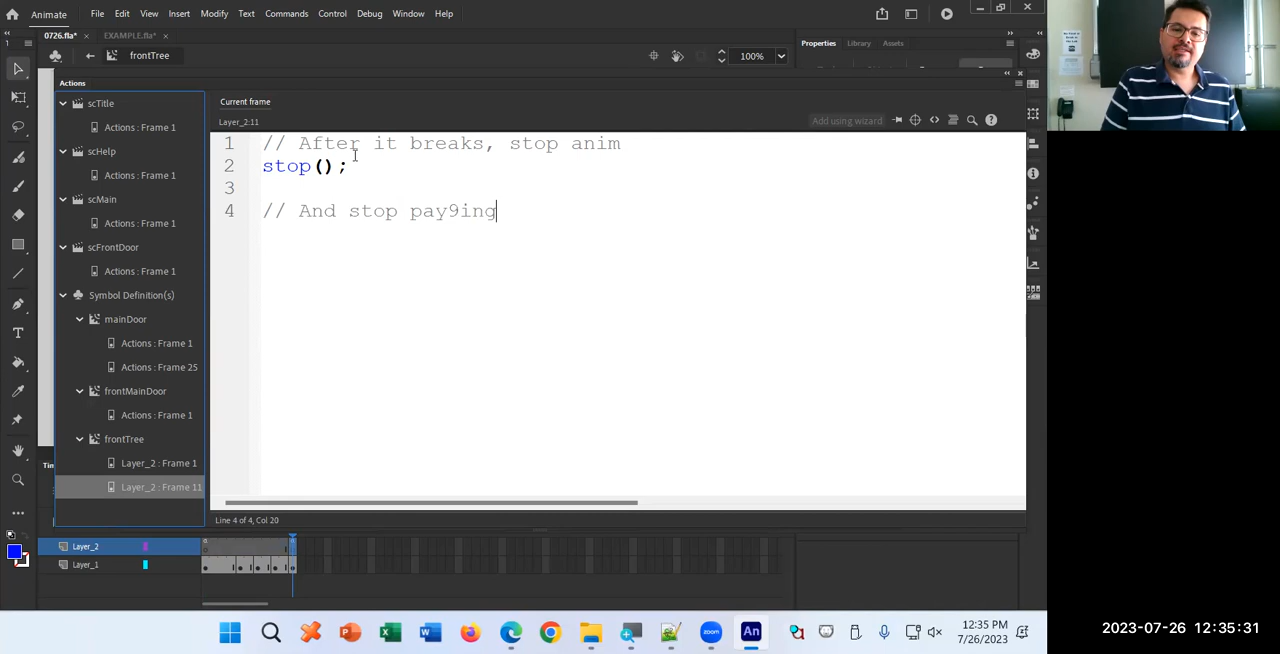 Animate File Edit View Insert Modify Text Commands Control Debug Window Help
0726.fla* × EXAMPLE.fla* ×
frontTree 100%
Properties Library Assets
Actions
scTitle
Actions : Frame 1
scHelp
Actions : Frame 1
scMain
Actions : Frame 1
scFrontDoor
Actions : Frame 1
Symbol Definition(s)
mainDoor
Actions : Frame 1
Actions : Frame 25
frontMainDoor
Actions : Frame 1
frontTree
Layer_2 : Frame 1
Layer_2 : Frame 11
Current frame
Layer_2:11
Add using wizard
1 // After it breaks, stop anim
2 stop();
3
4 // And stop pay9ing
Line 4 of 4, Col 20
Layer_2
Layer_1
zoom
An
12:35 PM
7/26/2023
2023-07-26 12:35:31